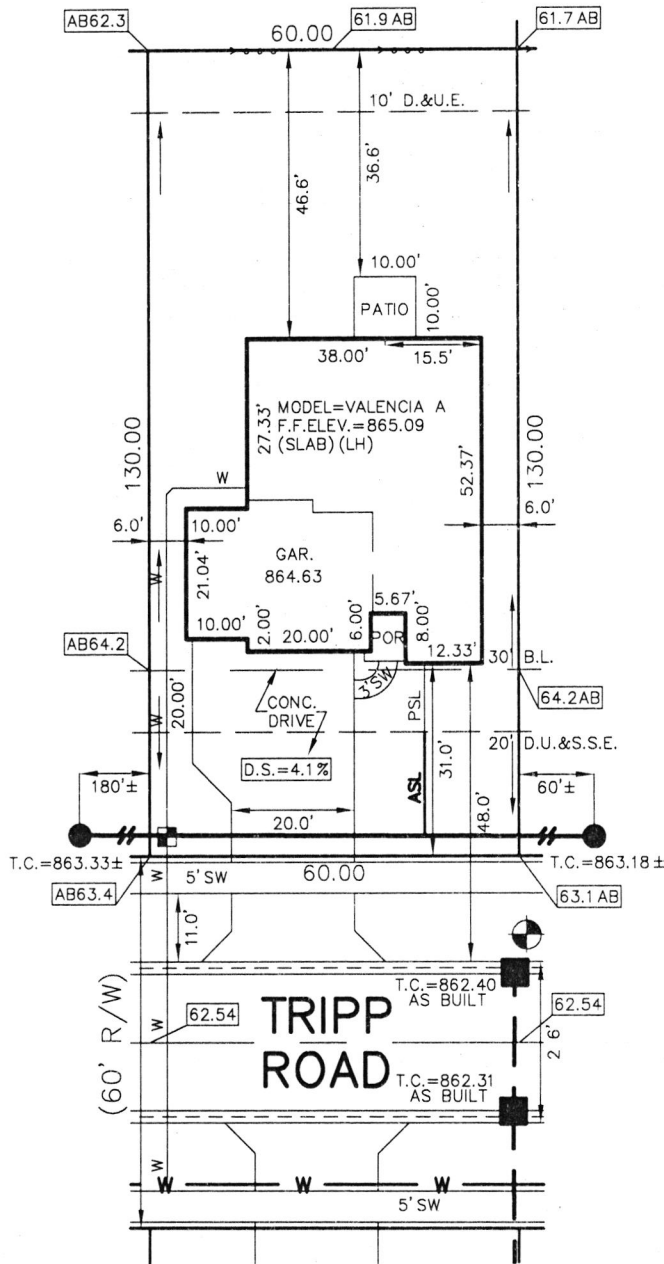 AB62.3
61.9 AB
61.7 AB
60.00
10' D.&U.E.
46.6'
36.6'
10.00'
PATIO
10.00'
38.00'
15.5'
130.00
27.33'
MODEL=VALENCIA A
F.F.ELEV.=865.09
(SLAB) (LH)
52.37'
130.00
W
6.0'
10.00'
6.0'
GAR.
864.63
21.04'
W
5.67'
10.00'
2.00'
20.00'
6.00'
POR
8.00'
12.33'
AB64.2
30' B.L.
64.2AB
20.00'
W
CONC.
DRIVE
3'SW
PSL
20' D.U.&S.S.E.
D.S.=4.1%
31.0'
48.0'
ASL
180'±
60'±
20.0'
T.C.=863.33±
T.C.=863.18 ±
5' SW
60.00
W
AB63.4
63.1 AB
11.0'
(60' R/W)
T.C.=862.40
AS BUILT
62.54
W
TRIPP
ROAD
62.54
2 6'
T.C.=862.31
AS BUILT
W
W W W
5' SW